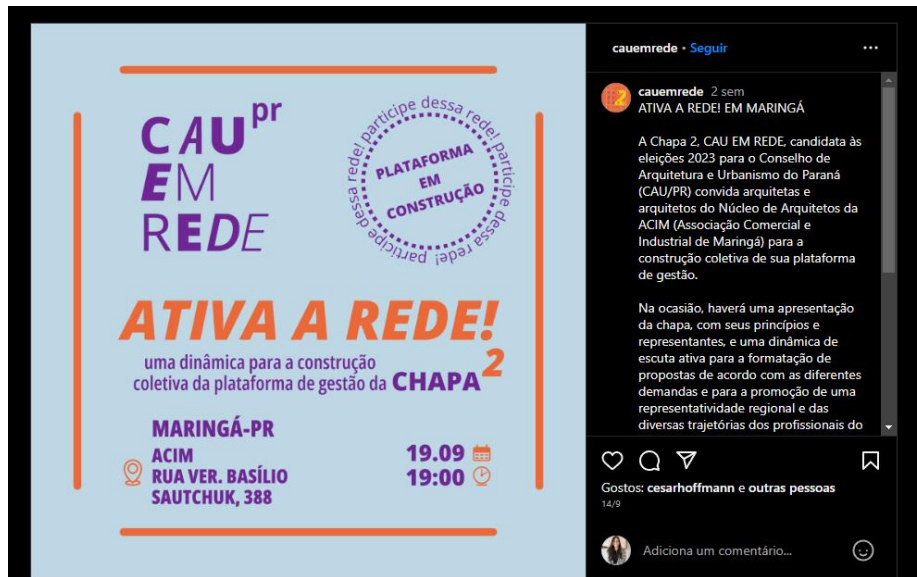 CAUpr
EM
REDE
participe dessa rede! participe dessa rede! participe dessa rede!
PLATAFORMA
EM
CONSTRUÇÃO
ATIVA A REDE!
uma dinâmica para a construção
coletiva da plataforma de gestão da CHAPA 2
MARINGÁ-PR
ACIM
RUA VER. BASÍLIO
SAUTCHUK, 388
19.09
19:00
cauemrede • Seguir
cauemrede 2 sem
ATIVA A REDE! EM MARINGÁ
A Chapa 2, CAU EM REDE, candidata às
eleições 2023 para o Conselho de
Arquitetura e Urbanismo do Paraná
(CAU/PR) convida arquitetas e
arquitetos do Núcleo de Arquitetos da
ACIM (Associação Comercial e
Industrial de Maringá) para a
construção coletiva de sua plataforma
de gestão.
Na ocasião, haverá uma apresentação
da chapa, com seus princípios e
representantes, e uma dinâmica de
escuta ativa para a formatação de
propostas de acordo com as diferentes
demandas e para a promoção de uma
representatividade regional e das
diversas trajetórias dos profissionais do
Gostos: cesarhoffmann e outras pessoas
14/9
Adiciona um comentário...